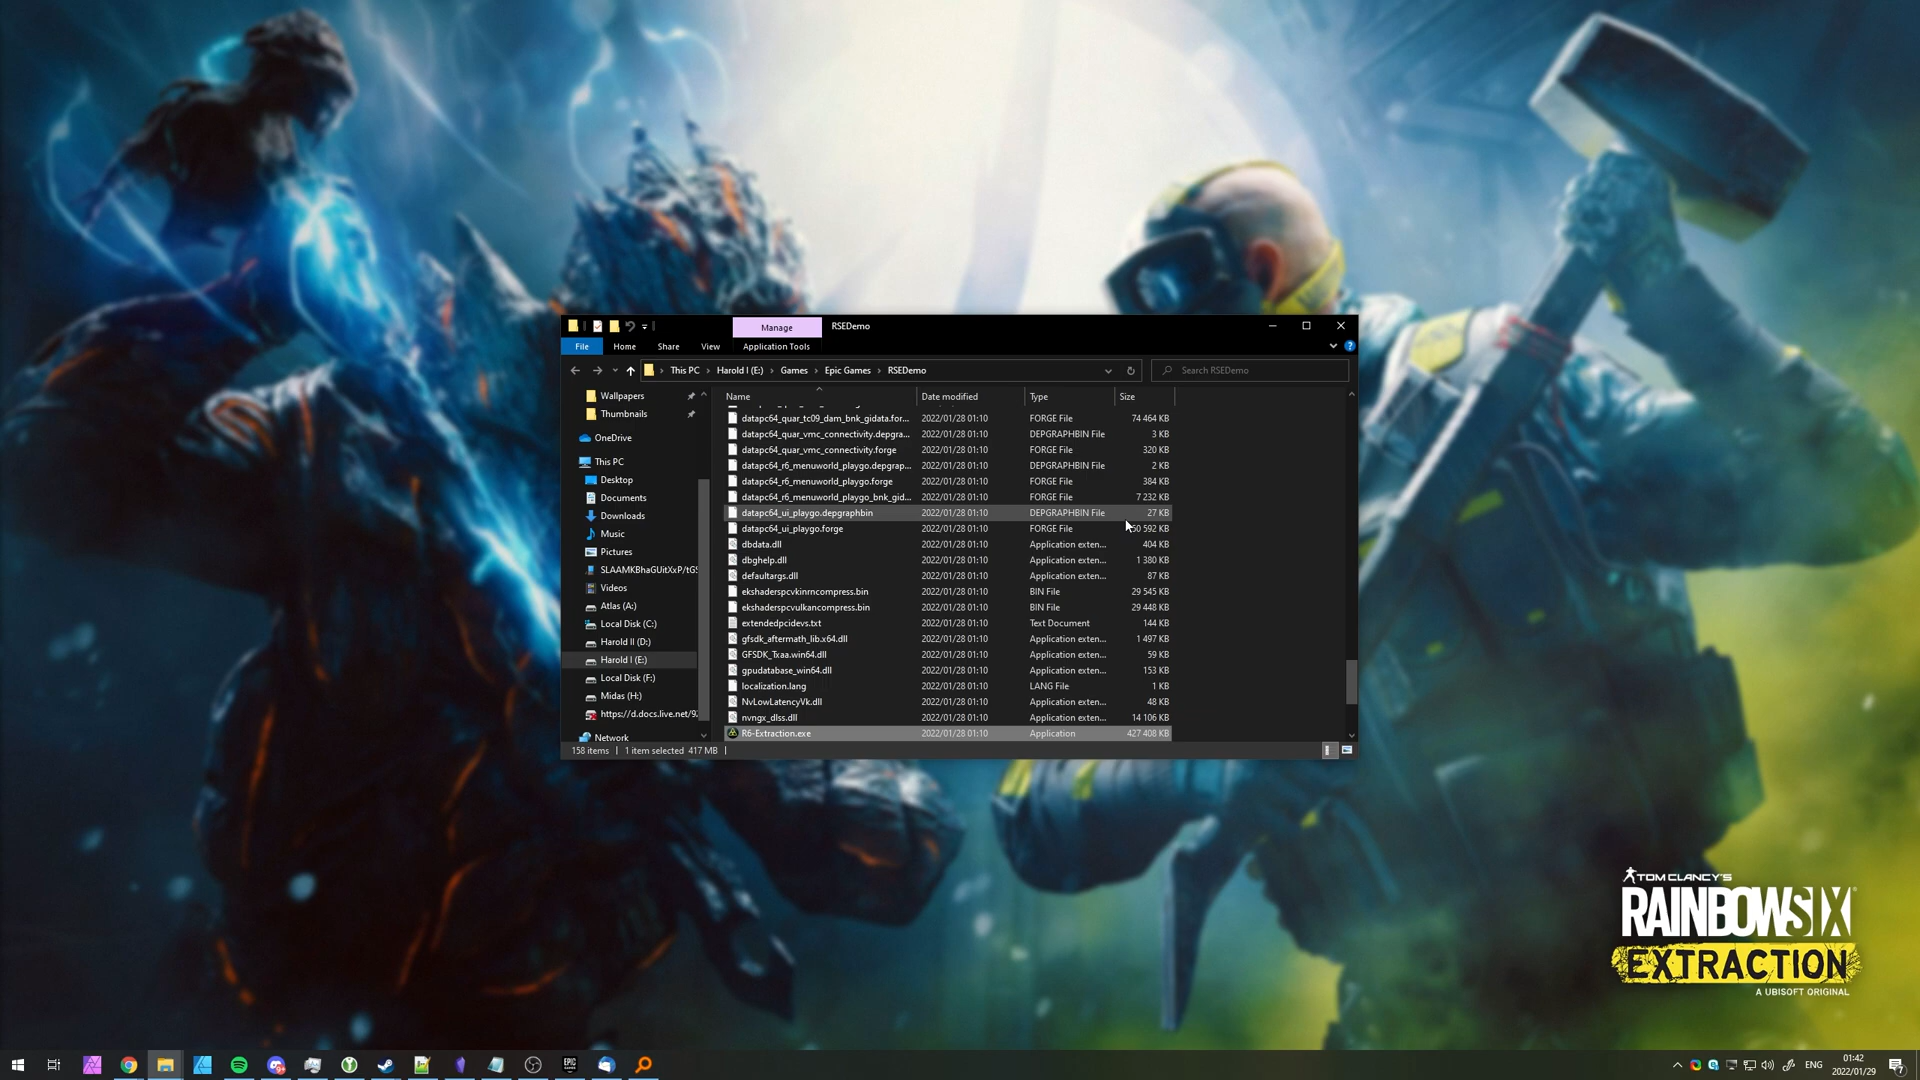 Manage
RSEDemo
File
Home
Share
View
Application Tools
This PC
Harold I (E:)
Games
Epic Games
RSEDemo
Search RSEDemo
Wallpapers
Thumbnails
OneDrive
This PC
Desktop
Documents
Downloads
Music
Pictures
SLAAMKBhaGUitXxP/tG
Videos
Atlas (A:)
Local Disk (C:)
Harold II (D:)
Harold I (E:)
Local Disk (F:)
Midas (H:)
https://d.docs.live.net/9
Network
Name Date modified Type Size
datapc64_quar_tc09_dam_bnk_gidata.for... 2022/01/28 01:10 FORGE File 74 464 KB
datapc64_quar_vmc_connectivity.depgra... 2022/01/28 01:10 DEPGRAPHBIN File 3 KB
datapc64_quar_vmc_connectivity.forge 2022/01/28 01:10 FORGE File 320 KB
datapc64_r6_menuworld_playgo.depgrap... 2022/01/28 01:10 DEPGRAPHBIN File 2 KB
datapc64_r6_menuworld_playgo.forge 2022/01/28 01:10 FORGE File 384 KB
datapc64_r6_menuworld_playgo_bnk_gid... 2022/01/28 01:10 FORGE File 7 232 KB
datapc64_ui_playgo.depgraphbin 2022/01/28 01:10 DEPGRAPHBIN File 27 KB
datapc64_ui_playgo.forge 2022/01/28 01:10 FORGE File 592 KB
dbdata.dll 2022/01/28 01:10 Application exten... 404 KB
dbghelp.dll 2022/01/28 01:10 Application exten... 1 380 KB
defaultargs.dll 2022/01/28 01:10 Application exten... 87 KB
ekshaderspcvkinrncompress.bin 2022/01/28 01:10 BIN File 29 545 KB
ekshaderspcvulkancompress.bin 2022/01/28 01:10 BIN File 29 448 KB
extendedpcidevs.txt 2022/01/28 01:10 Text Document 144 KB
gfsdk_aftermath_lib.x64.dll 2022/01/28 01:10 Application exten... 1 497 KB
GFSDK_Txaa.win64.dll 2022/01/28 01:10 Application exten... 59 KB
gpudatabase_win64.dll 2022/01/28 01:10 Application exten... 153 KB
localization.lang 2022/01/28 01:10 LANG File 1 KB
NvLowLatencyVk.dll 2022/01/28 01:10 Application exten... 48 KB
nvngx_dlss.dll 2022/01/28 01:10 Application exten... 14 106 KB
R6-Extraction.exe 2022/01/28 01:10 Application 427 408 KB
158 items 1 item selected 417 MB
TOM CLANCY'S
RAINBOWSIX
EXTRACTION
A UBISOFT ORIGINAL
EPIC
ENG
01:42
2022/01/29